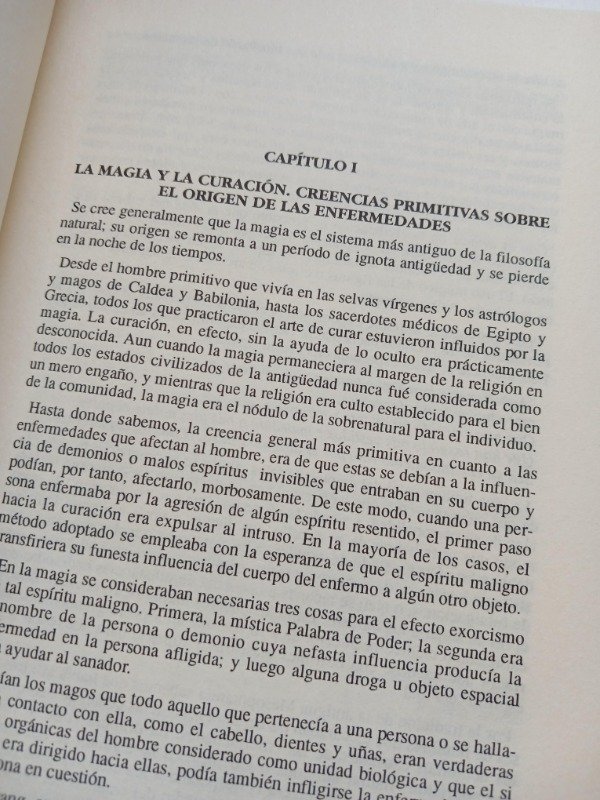 CAPÍTULO I
LA MAGIA Y LA CURACIÓN. CREENCIAS PRIMITIVAS SOBRE
EL ORIGEN DE LAS ENFERMEDADES
Se cree generalmente que la magia es el sistema más antiguo de la filosofía
natural; su origen se remonta a un período de ignota antigüedad y se pierde
en la noche de los tiempos.
Desde el hombre primitivo que vivía en las selvas vírgenes y los astrólogos
y magos de Caldea y Babilonia, hasta los sacerdotes médicos de Egipto y
Grecia, todos los que practicaron el arte de curar estuvieron influidos por la
magia. La curación, en efecto, sin la ayuda de lo oculto era prácticamente
desconocida. Aun cuando la magia permaneciera al margen de la religión en
todos los estados civilizados de la antigüedad nunca fué considerada como
un mero engaño, y mientras que la religión era culto establecido para el bien
de la comunidad, la magia era el nódulo de la sobrenatural para el individuo.
Hasta donde sabemos, la creencia general más primitiva en cuanto a las
enfermedades que afectan al hombre, era de que estas se debían a la influen-
cia de demonios o malos espíritus invisibles que entraban en su cuerpo y
podían, por tanto, afectarlo, morbosamente. De este modo, cuando una per-
sona enfermaba por la agresión de algún espíritu resentido, el primer paso
hacia la curación era expulsar al intruso. En la mayoría de los casos, el
método adoptado se empleaba con la esperanza de que el espíritu maligno
transfiriera su funesta influencia del cuerpo del enfermo a algún otro objeto.
En la magia se consideraban necesarias tres cosas para el efecto exorcismo
tal espíritu maligno. Primera, la mística Palabra de Poder; la segunda era
nombre de la persona o demonio cuya nefasta influencia producía la
ermedad en la persona afligida; y luego alguna droga u objeto espacial
ayudar al sanador.
ían los magos que todo aquello que pertenecía a una persona o se halla-
contacto con ella, como el cabello, dientes y uñas, eran verdaderas
orgánicas del hombre considerado como unidad biológica y que el si
era dirigido hacia ellas, podía también infligirse la
ona en cuestión.